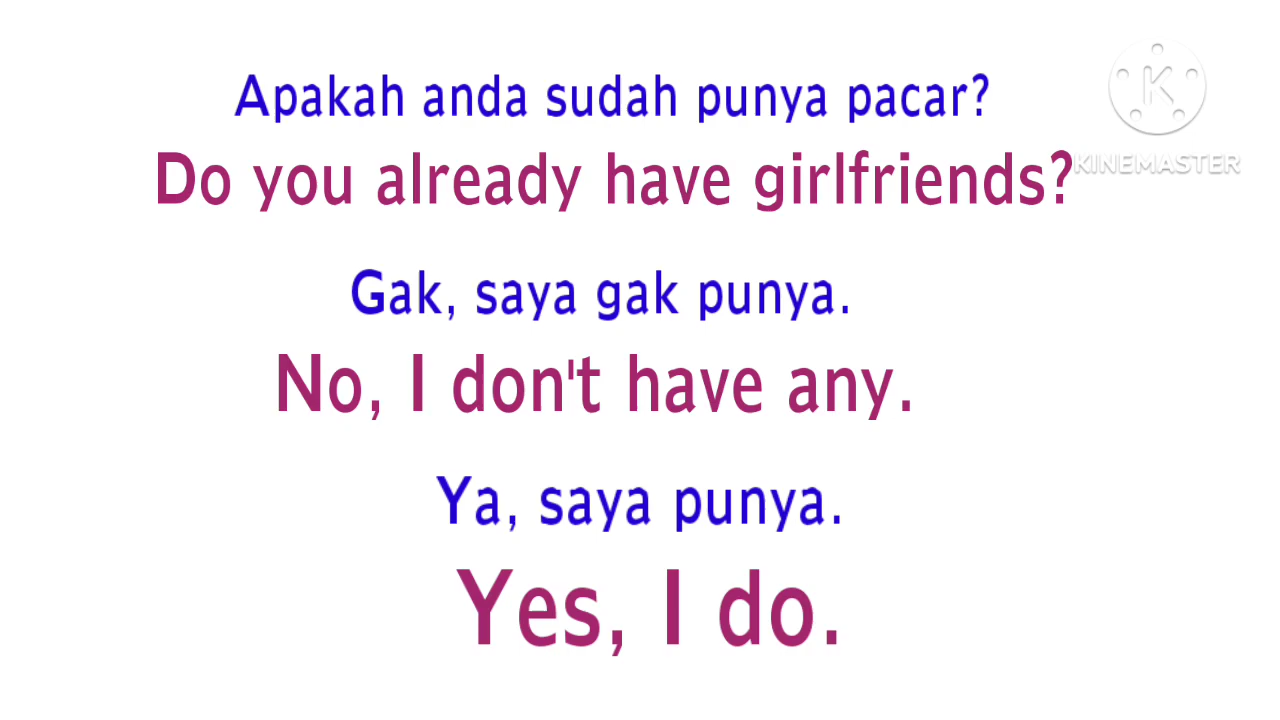 Apakah anda sudah punya pacar?
Do you already have girlfriends?
KINEMASTER
Gak, saya gak punya.
No, I don't have any.
Ya, saya punya.
Yes, I do.